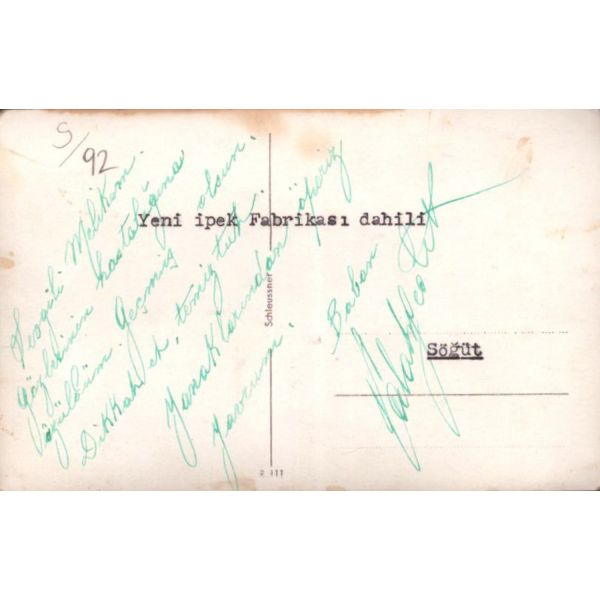 S/92
Yeni ipek Fabrikası dahili
Söğüt
Sevgili Melikem.
Gözlerinin hastalığına
üzüldüm. Geçmiş olsun.
Dikkat et, temiz tut.
Yanaklarından öperiz
Yavrum.
Baban
Schleussner